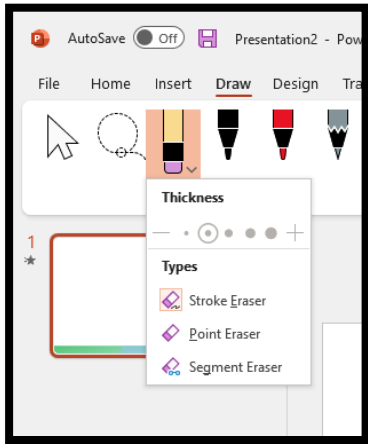 AutoSave Off Presentation2 - Pow
File Home Insert Draw Design Tra
Thickness
1
Types
Stroke Eraser
Point Eraser
Segment Eraser